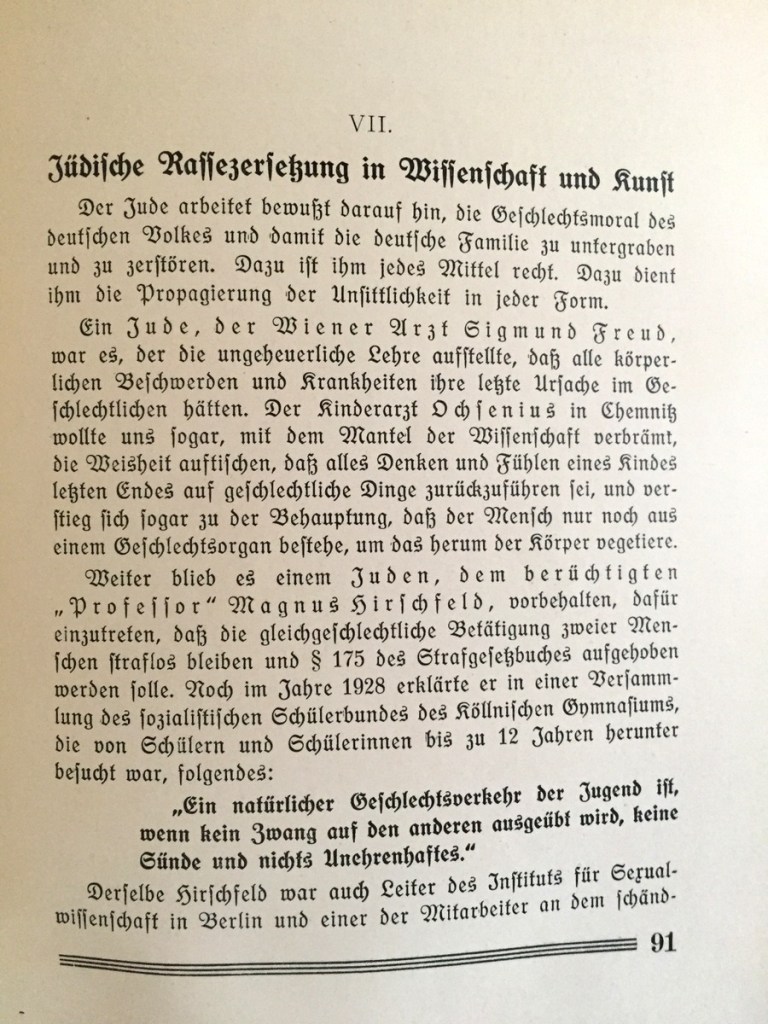 VII.
Jüdische Rassezersetzung in Wissenschaft und Kunst
Der Jude arbeitet bewußt darauf hin, die Geschlechtsmoral des
deutschen Volkes und damit die deutsche Familie zu untergraben
und zu zerstören. Dazu ist ihm jedes Mittel recht. Dazu dient
ihm die Propagierung der Unsittlichkeit in jeder Form.
Ein Jude, der Wiener Arzt Sigmund Freud,
war es, der die ungeheuerliche Lehre aufstellte, daß alle körper-
lichen Beschwerden und Krankheiten ihre letzte Ursache im Ge-
schlechtlichen hätten. Der Kinderarzt Ochsenius in Chemnitz
wollte uns sogar, mit dem Mantel der Wissenschaft verbrämt,
die Weisheit auftischen, daß alles Denken und Fühlen eines Kindes
letzten Endes auf geschlechtliche Dinge zurückzuführen sei, und ver-
stieg sich sogar zu der Behauptung, daß der Mensch nur noch aus
einem Geschlechtsorgan bestehe, um das herum der Körper vegetiere.
Weiter blieb es einem Juden, dem berüchtigten
„Professor“ Magnus Hirschfeld, vorbehalten, dafür
einzutreten, daß die gleichgeschlechtliche Betätigung zweier Men-
schen straflos bleiben und § 175 des Strafgesetzbuches aufgehoben
werden solle. Noch im Jahre 1928 erklärte er in einer Versamm-
lung des sozialistischen Schülerbundes des Köllnischen Gymnasiums,
die von Schülern und Schülerinnen bis zu 12 Jahren herunter
besucht war, folgendes:
„Ein natürlicher Geschlechtsverkehr der Jugend ist,
wenn kein Zwang auf den anderen ausgeübt wird, keine
Sünde und nichts Unehrenhaftes.“
Derselbe Hirschfeld war auch Leiter des Instituts für Sexual-
wissenschaft in Berlin und einer der Mitarbeiter an dem schänd-
91